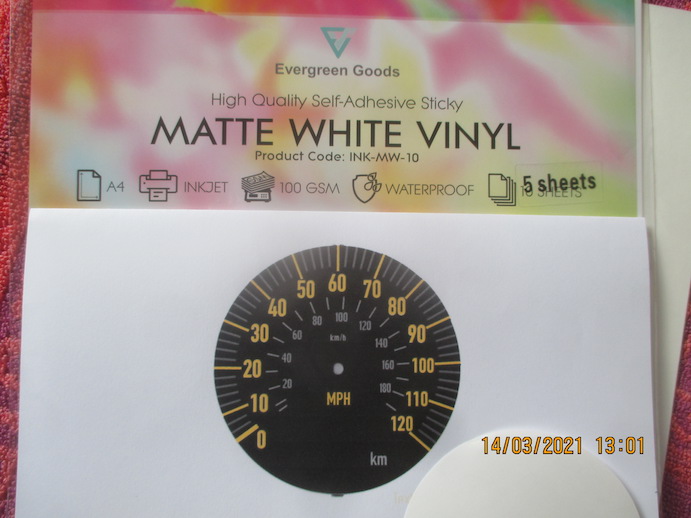 Evergreen Goods
High Quality Self-Adhesive Sticky
MATTE WHITE VINYL
Product Code: INK-MW-10
A4 INKJET 100 GSM WATERPROOF 5 sheets SHEETS
60
50 70
40 80
100
80 120
30 60 km/h 140 90
40 160
20 100
20 180
10 MPH 110
0 120
km
14/03/2021 13:01